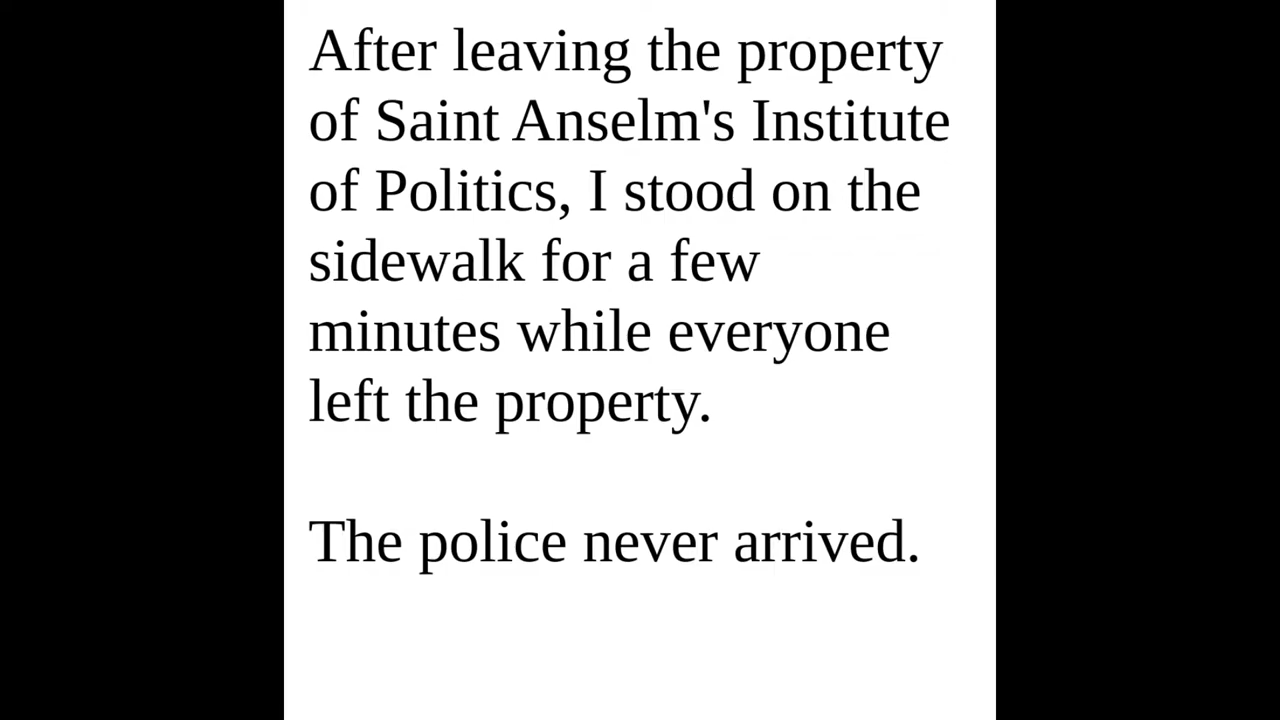 After leaving the property
of Saint Anselm's Institute
of Politics, I stood on the
sidewalk for a few
minutes while everyone
left the property.
The police never arrived.